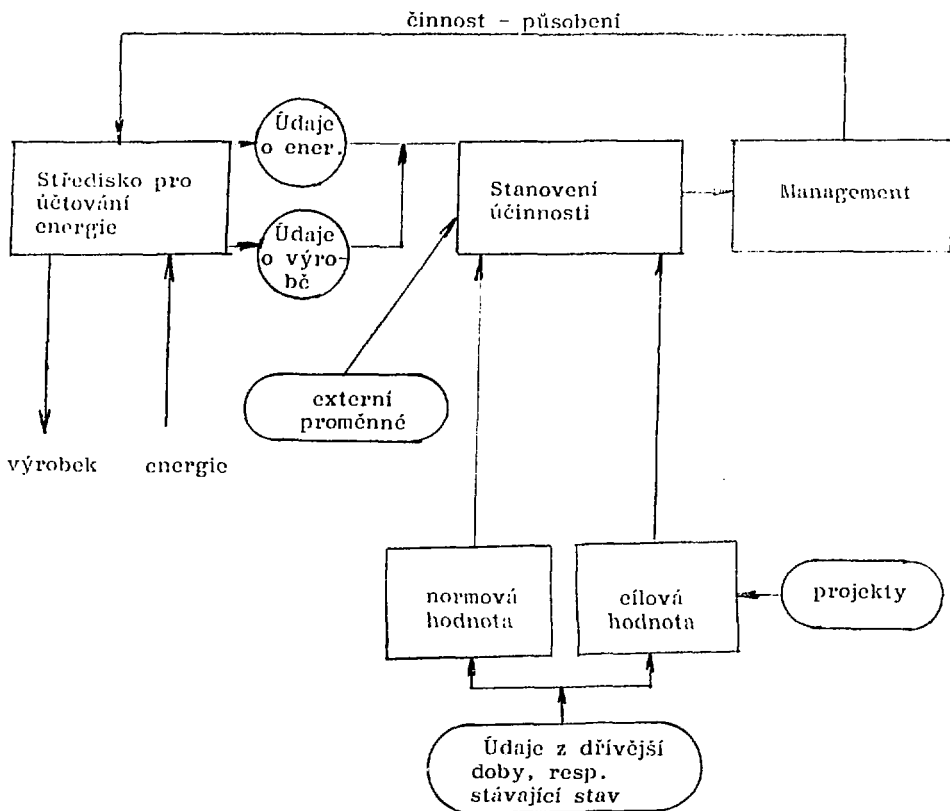 činnost - působení
Údaje
o ener.
Středisko pro
účtování
energie
Údaje
o výro-
bě
Stanovení
účinnosti
Management
externí
proměnné
výrobek
energie
normová
hodnota
cílová
hodnota
projekty
Údaje z dřívější
doby, resp.
stávající stav